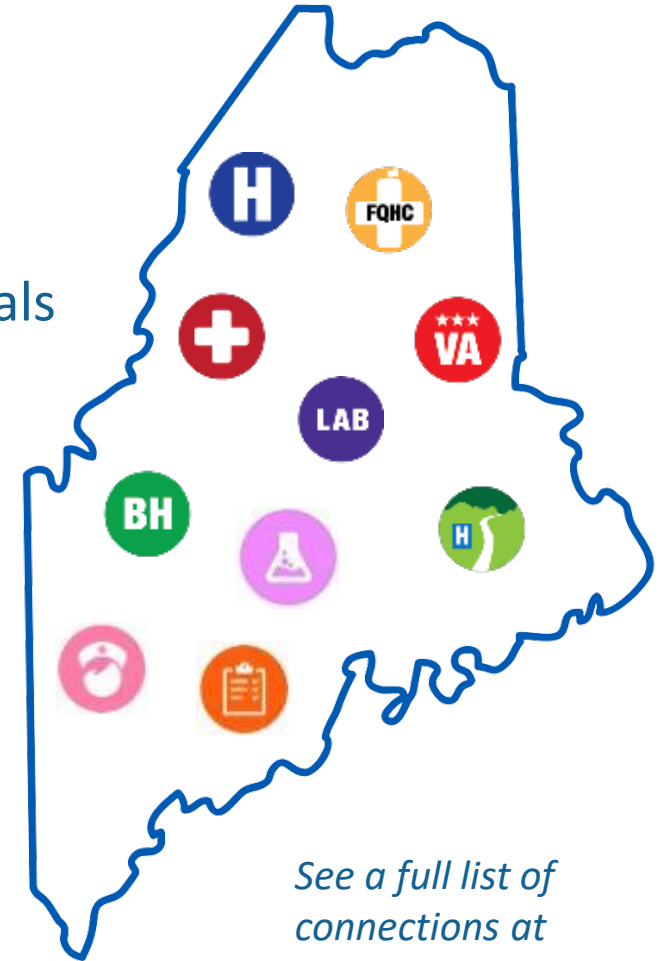 H
FQHC
als
VA
LAB
BH
H
See a full list of
connections at